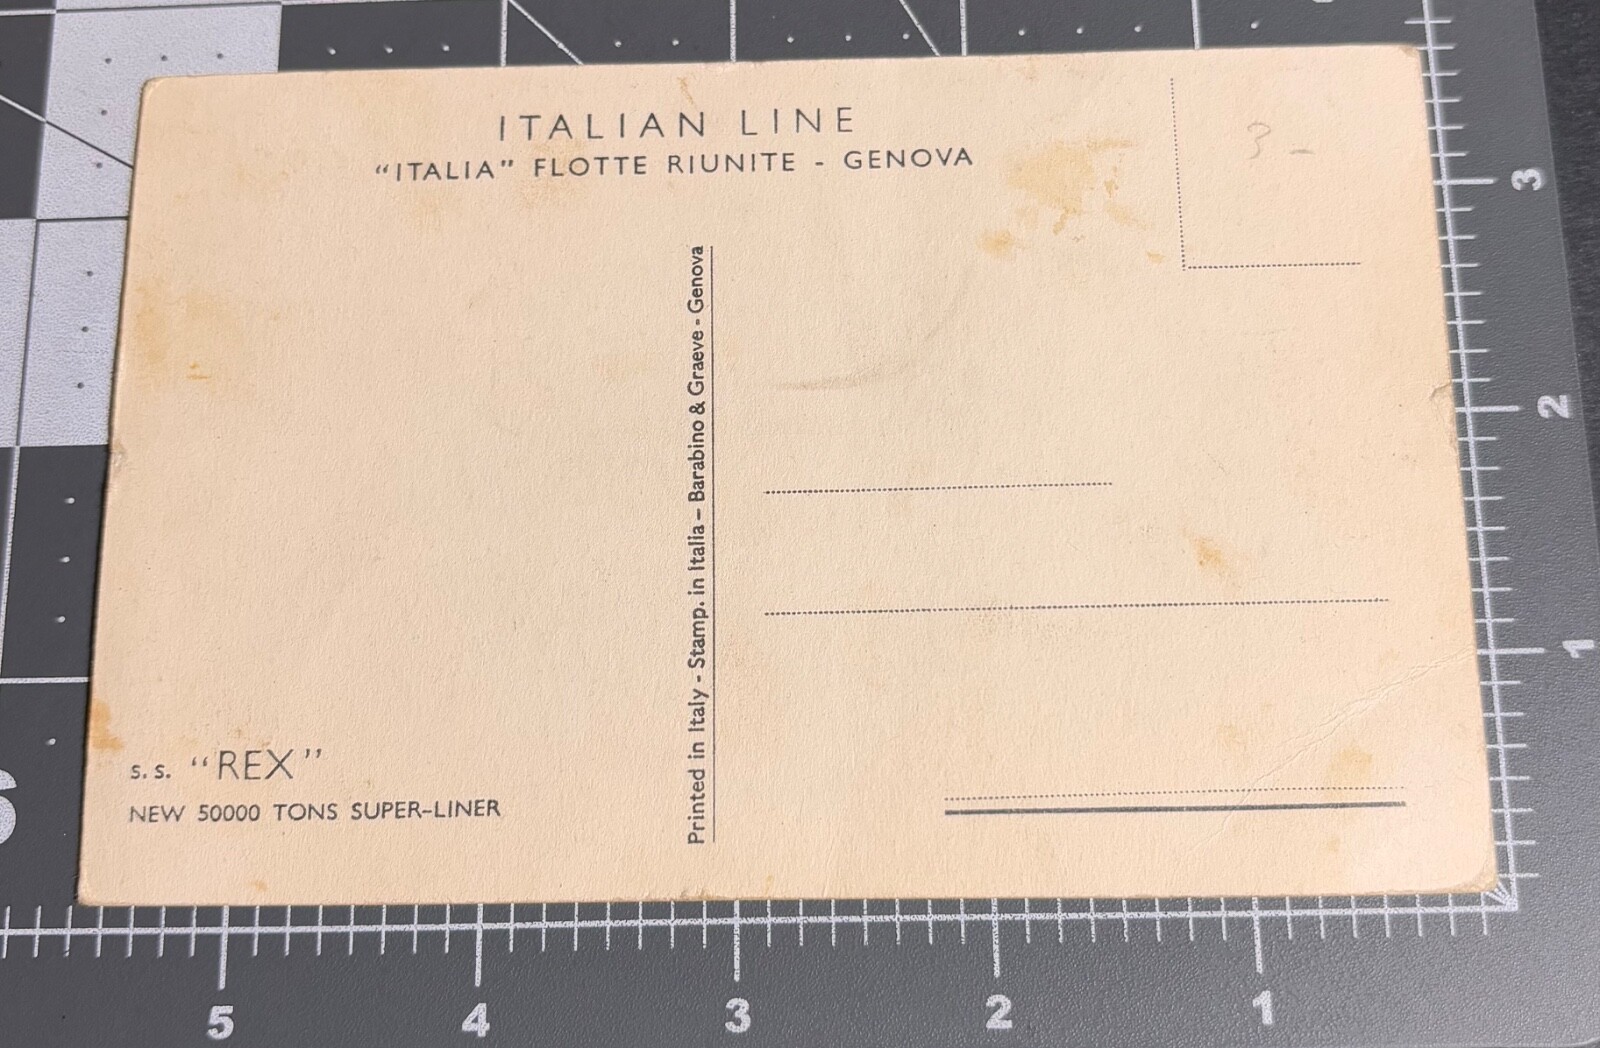 ITALIAN LINE
“ITALIA” FLOTTE RIUNITE - GENOVA
3 -
Printed in Italy - Stamp. in Italia – Barabino & Graeve - Genova
s. s. “REX”
NEW 50000 TONS SUPER-LINER
3
2
1
5 4 3 2 1